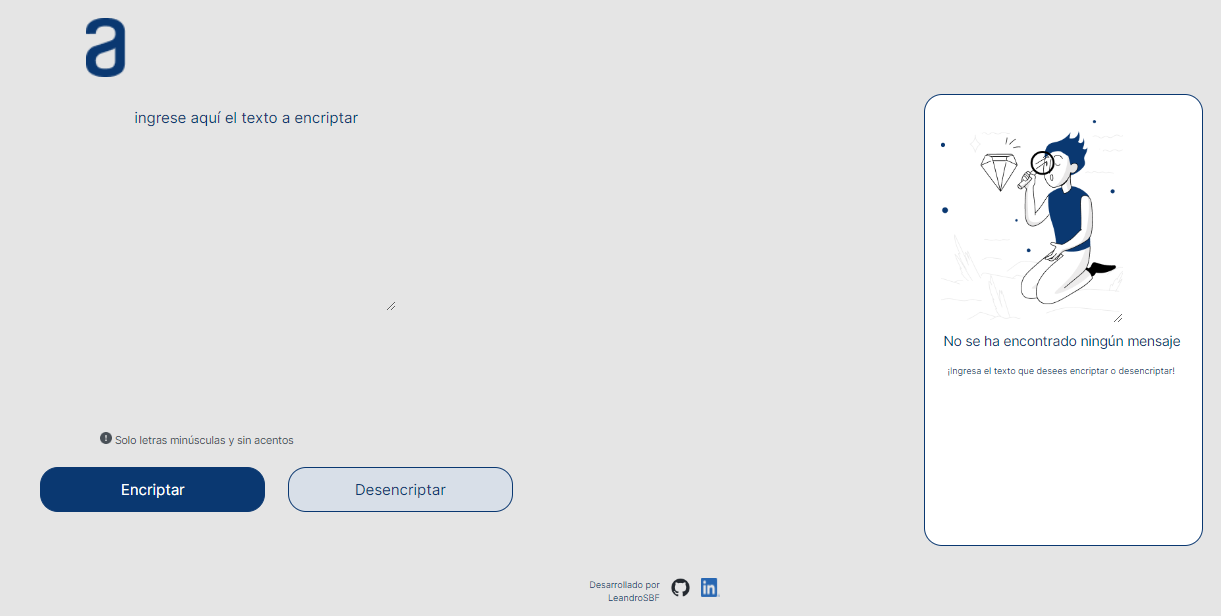 a
ingrese aquí el texto a encriptar
No se ha encontrado ningún mensaje
¡Ingresa el texto que desees encriptar o desencriptar!
Solo letras minúsculas y sin acentos
Encriptar
Desencriptar
Desarrollado por
LeandroSBF
in